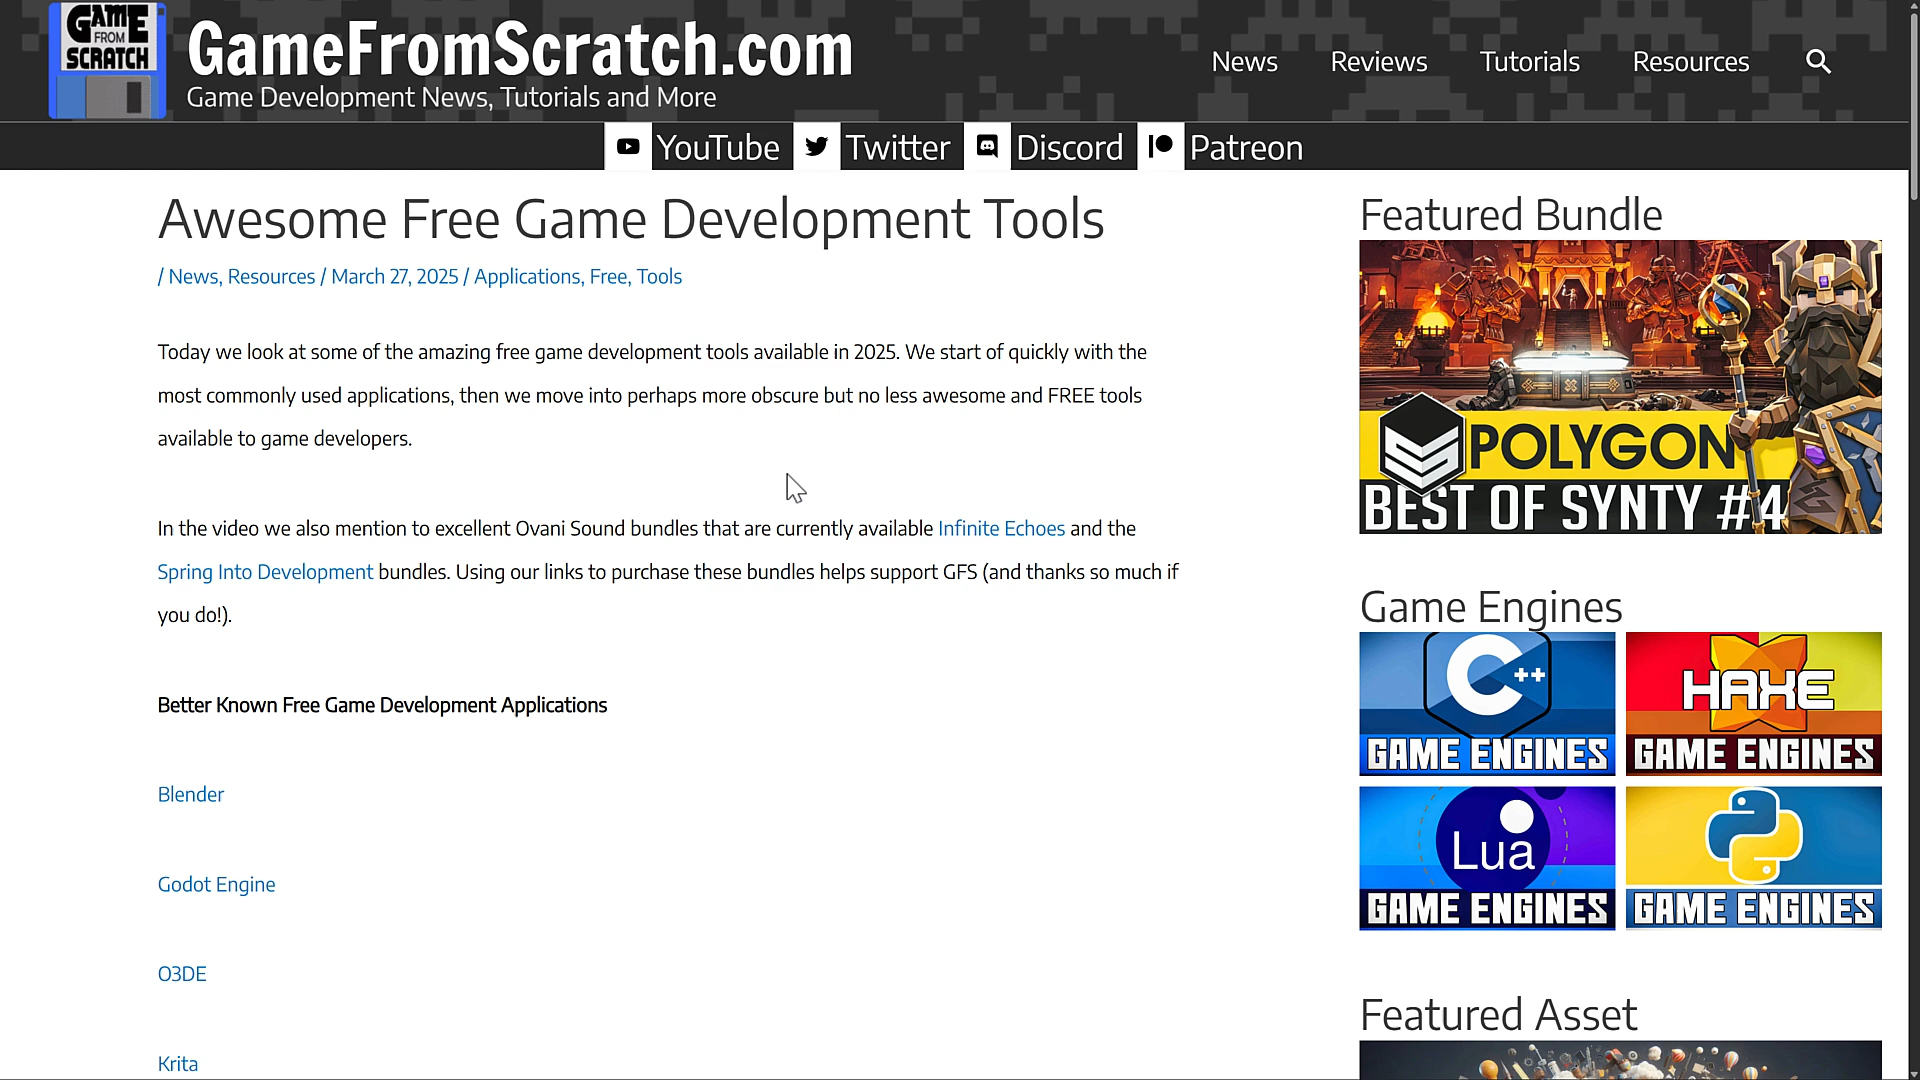 GAME
FROM
SCRATCH
GameFromScratch.com
Game Development News, Tutorials and More
News
Reviews
Tutorials
Resources
YouTube
Twitter
Discord
Patreon
Awesome Free Game Development Tools
/ News, Resources / March 27, 2025 / Applications, Free, Tools
Today we look at some of the amazing free game development tools available in 2025. We start of quickly with the
most commonly used applications, then we move into perhaps more obscure but no less awesome and FREE tools
available to game developers.
In the video we also mention to excellent Ovani Sound bundles that are currently available Infinite Echoes and the
Spring Into Development bundles. Using our links to purchase these bundles helps support GFS (and thanks so much if
you do!).
Better Known Free Game Development Applications
Blender
Godot Engine
O3DE
Krita
Featured Bundle
POLYGON
BEST OF SYNTY #4
Game Engines
C++
GAME ENGINES
HAXE
GAME ENGINES
Lua
GAME ENGINES
GAME ENGINES
Featured Asset